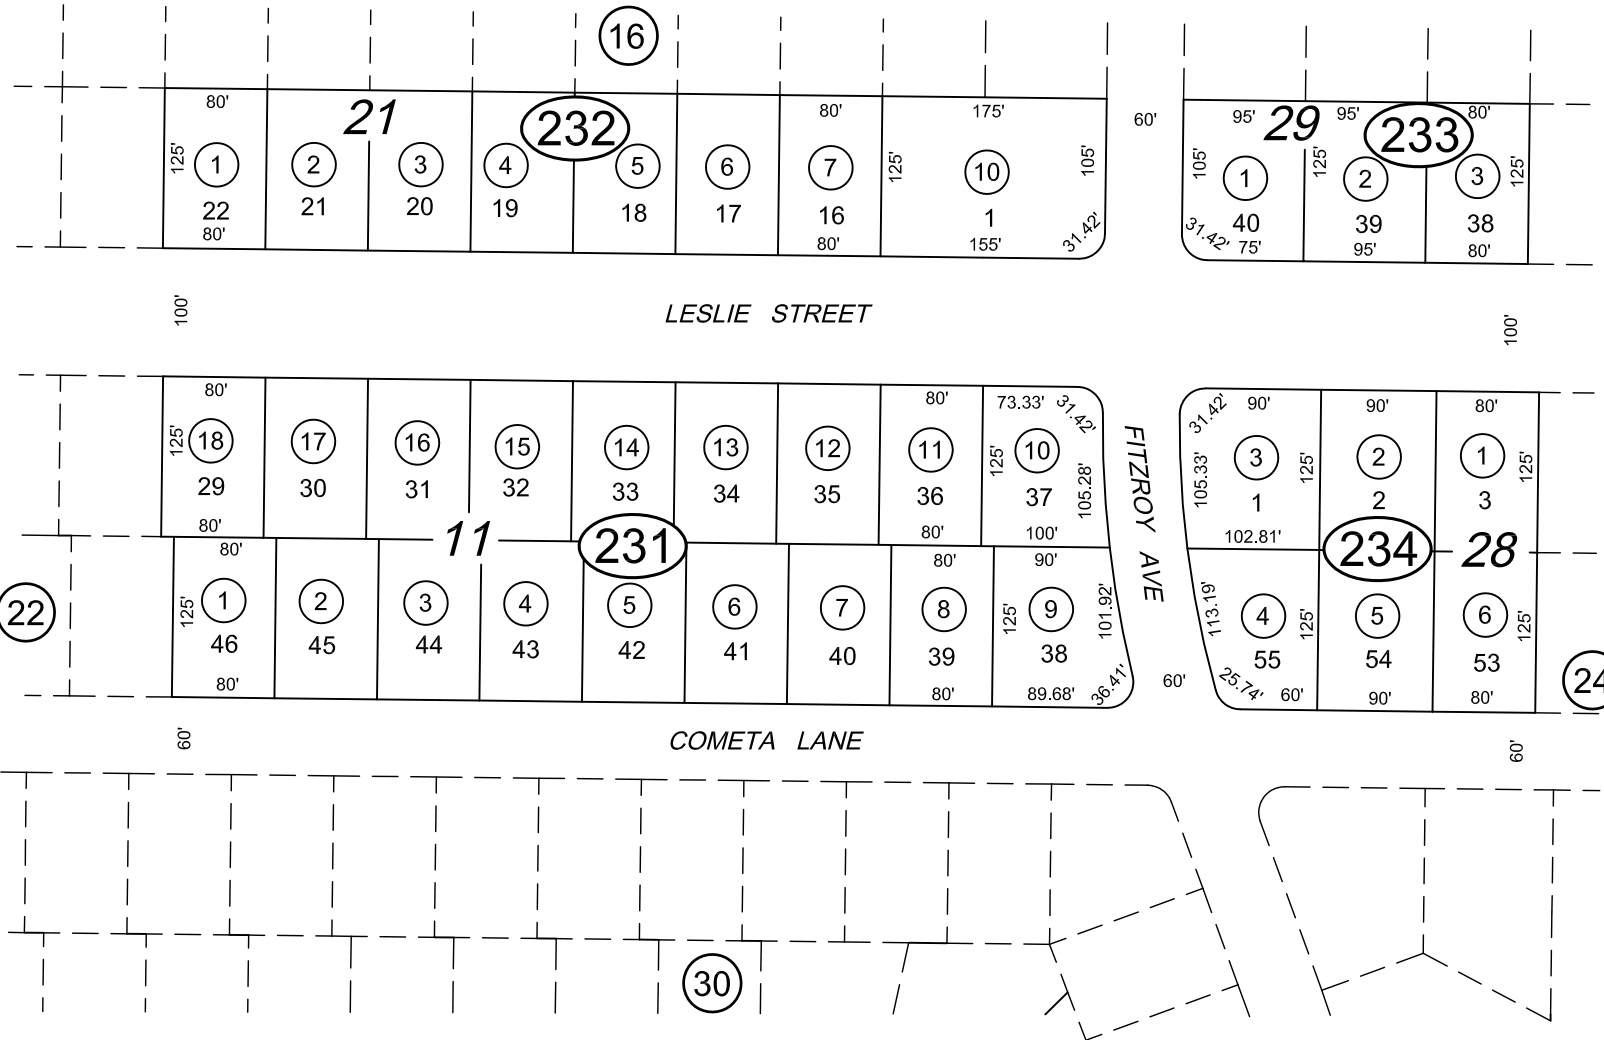 16
80' 21 232 80' 175' 60' 95' 29 95' 233 80'
125' 1 2 3 4 5 6 7 125' 10 105' 105' 1 125' 2 3 125'
22 21 20 19 18 17 16 1 40 39 38
80' 80' 155' 31.42' 31.42' 75' 95' 80'
100' LESLIE STREET 100'
80' 80' 73.33' 31.42' 31.42' 90' 90' 80'
125' 18 17 16 15 14 13 12 11 125' 10 3 125' 2 1 125'
29 30 31 32 33 34 35 36 37 105.28' 105.33' 1 2 3
80' 80' 100' 102.81'
11 231 FITZROY AVE 234 28
80' 80' 90'
22 125' 1 2 3 4 5 6 7 8 125' 9 101.92' 113.19' 4 125' 5 6 125'
46 45 44 43 42 41 40 39 38 55 54 53
80' 80' 89.68' 36.41' 60' 25.74' 60' 90' 80' 24
60' COMETA LANE 60'
30